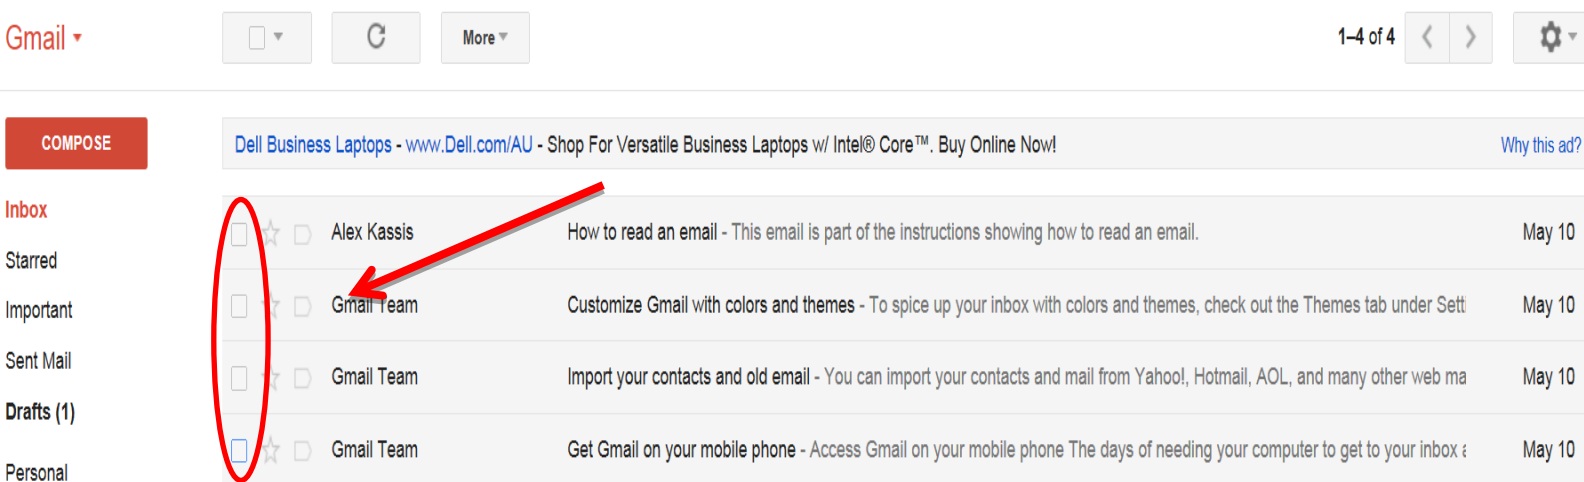 Gmail
More
1–4 of 4
COMPOSE
Dell Business Laptops - www.Dell.com/AU - Shop For Versatile Business Laptops w/ Intel® Core™. Buy Online Now!
Why this ad?
Inbox
Starred
Important
Sent Mail
Drafts (1)
Personal
Alex Kassis How to read an email - This email is part of the instructions showing how to read an email. May 10
Gmail Team Customize Gmail with colors and themes - To spice up your inbox with colors and themes, check out the Themes tab under Setti May 10
Gmail Team Import your contacts and old email - You can import your contacts and mail from Yahoo!, Hotmail, AOL, and many other web ma May 10
Gmail Team Get Gmail on your mobile phone - Access Gmail on your mobile phone The days of needing your computer to get to your inbox a May 10